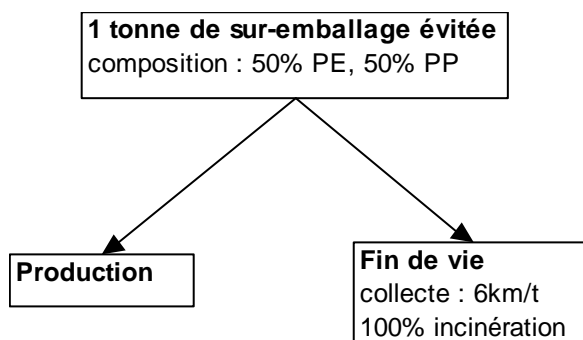 1 tonne de sur-emballage évitée
composition : 50% PE, 50% PP
Production
Fin de vie
collecte : 6km/t
100% incinération